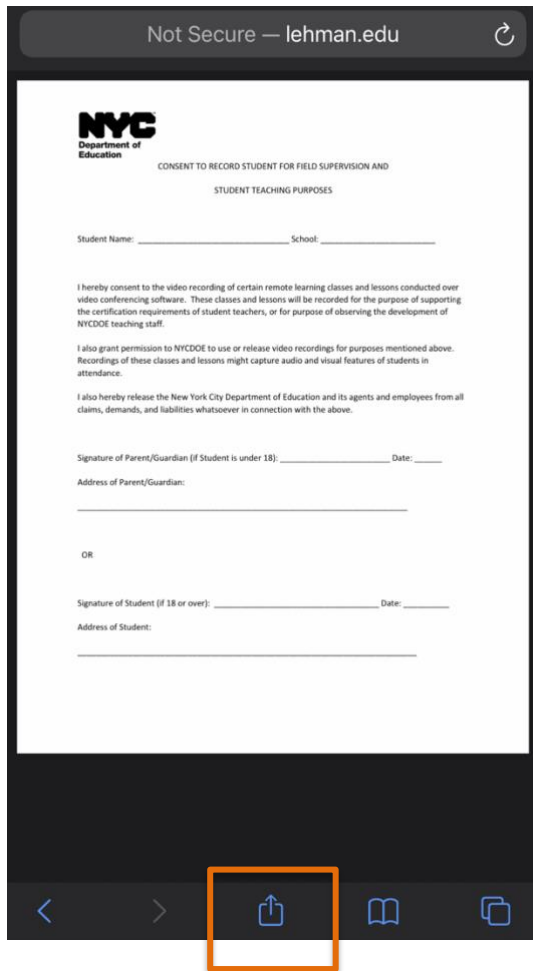 Not Secure — lehman.edu
NYC
Department of
Education
CONSENT TO RECORD STUDENT FOR FIELD SUPERVISION AND
STUDENT TEACHING PURPOSES
Student Name: ______________________________ School: ______________________
I hereby consent to the video recording of certain remote learning classes and lessons conducted over
video conferencing software. These classes and lessons will be recorded for the purpose of supporting
the certification requirements of student teachers, or for purpose of observing the development of
NYCDOE teaching staff.
I also grant permission to NYCDOE to use or release video recordings for purposes mentioned above.
Recordings of these classes and lessons might capture audio and visual features of students in
attendance.
I also hereby release the New York City Department of Education and its agents and employees from all
claims, demands, and liabilities whatsoever in connection with the above.
Signature of Parent/Guardian (if Student is under 18): ______________________ Date: ______
Address of Parent/Guardian:
OR
Signature of Student (if 18 or over): ________________________________ Date: _________
Address of Student: